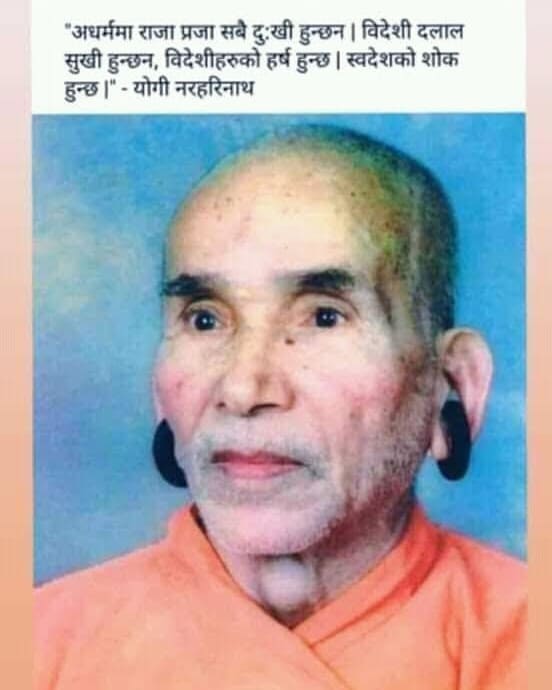 "अधर्ममा राजा प्रजा सबै दु:खी हुन्छन | विदेशी दलाल
सुखी हुन्छन, विदेशीहरुको हर्ष हुन्छ | स्वदेशको शोक
हुन्छ |" - योगी नरहरिनाथ